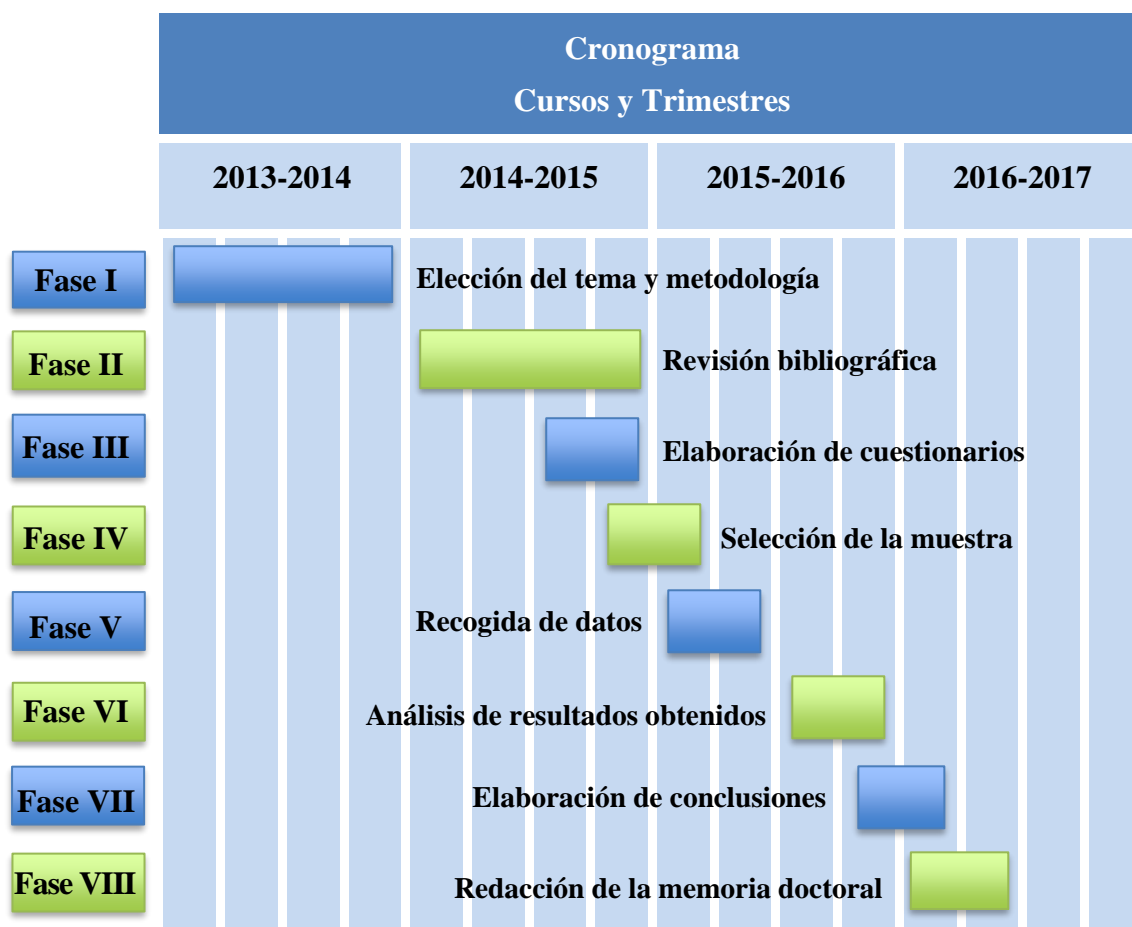 Cronograma
Cursos y Trimestres
2013-2014 2014-2015 2015-2016 2016-2017
Fase I Elección del tema y metodología
Fase II Revisión bibliográfica
Fase III Elaboración de cuestionarios
Fase IV Selección de la muestra
Fase V Recogida de datos
Fase VI Análisis de resultados obtenidos
Fase VII Elaboración de conclusiones
Fase VIII Redacción de la memoria doctoral